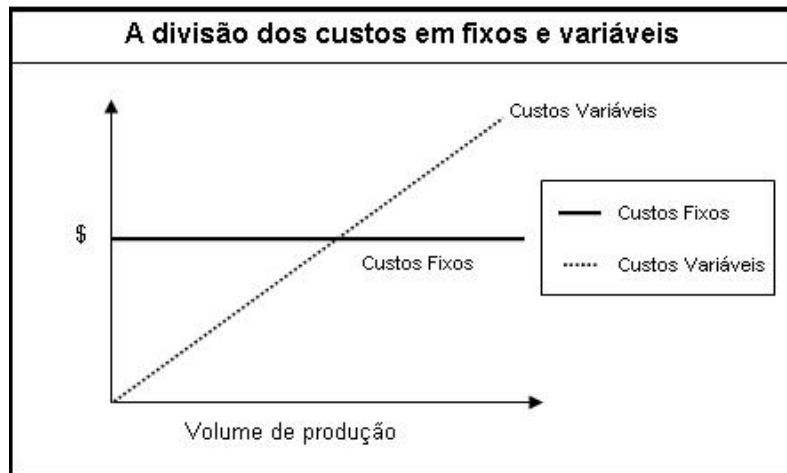 A divisão dos custos em fixos e variáveis
Custos Variáveis
$
Custos Fixos
Custos Fixos
Custos Variáveis
Volume de produção